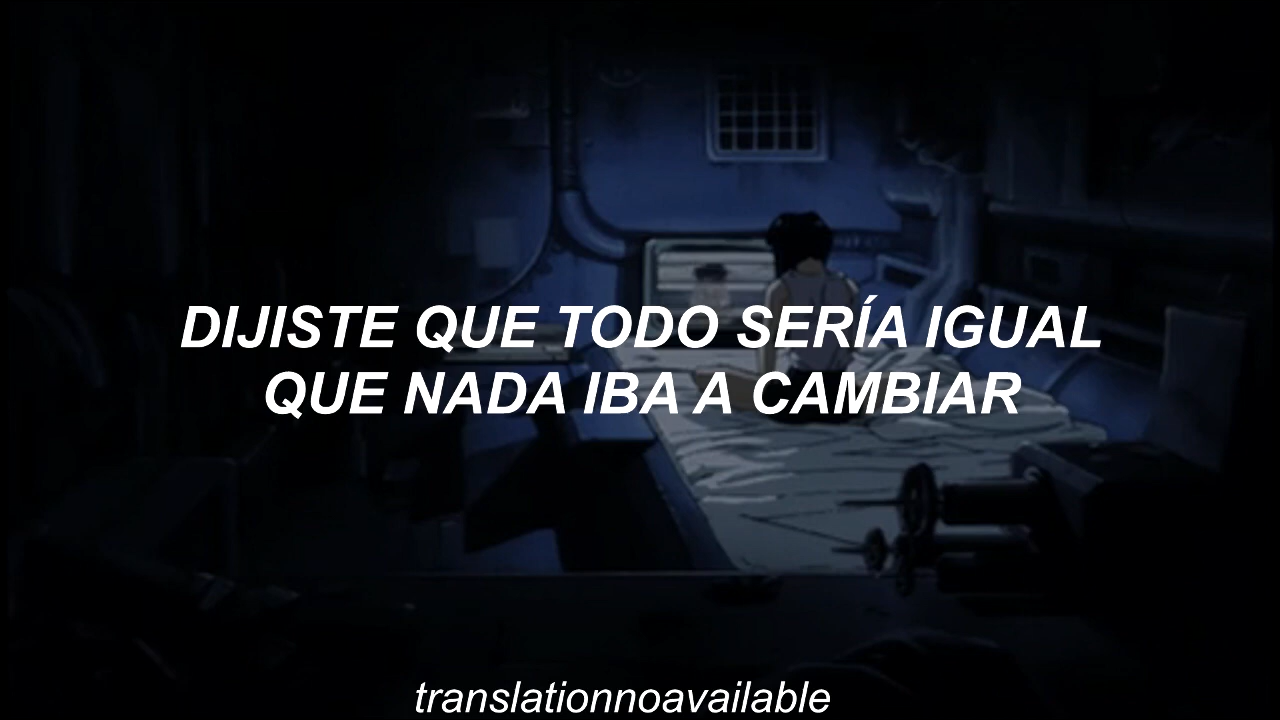 DIJISTE QUE TODO SERÍA IGUAL
QUE NADA IBA A CAMBIAR
translationnoavailable